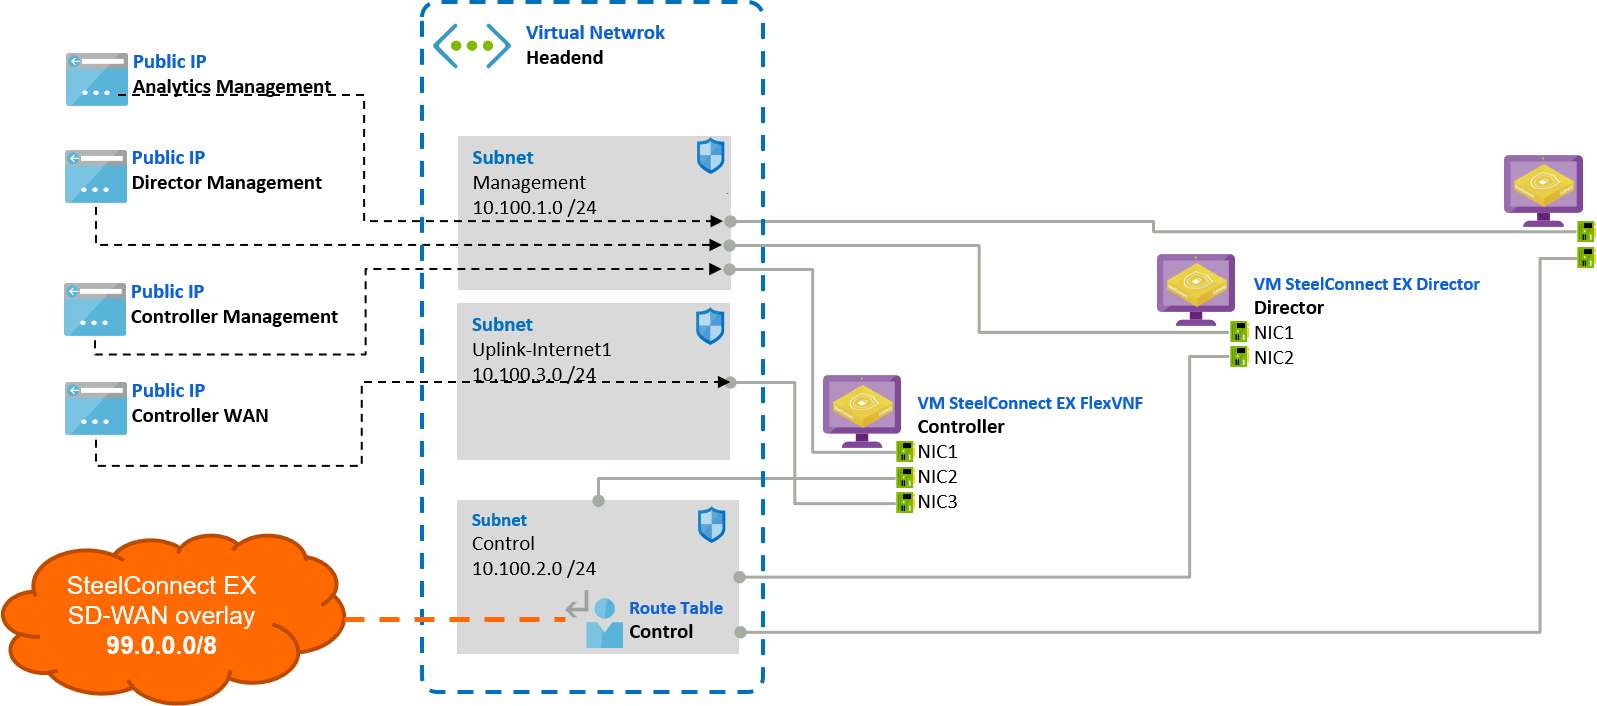 Virtual Netwrok
Headend
Public IP
Analytics Management
Public IP
Director Management
Public IP
Controller Management
Public IP
Controller WAN
Subnet
Management
10.100.1.0 /24
Subnet
Uplink-Internet1
10.100.3.0 /24
Subnet
Control
10.100.2.0 /24
Route Table
Control
SteelConnect EX
SD-WAN overlay
99.0.0.0/8
VM SteelConnect EX FlexVNF
Controller
NIC1
NIC2
NIC3
VM SteelConnect EX Director
Director
NIC1
NIC2